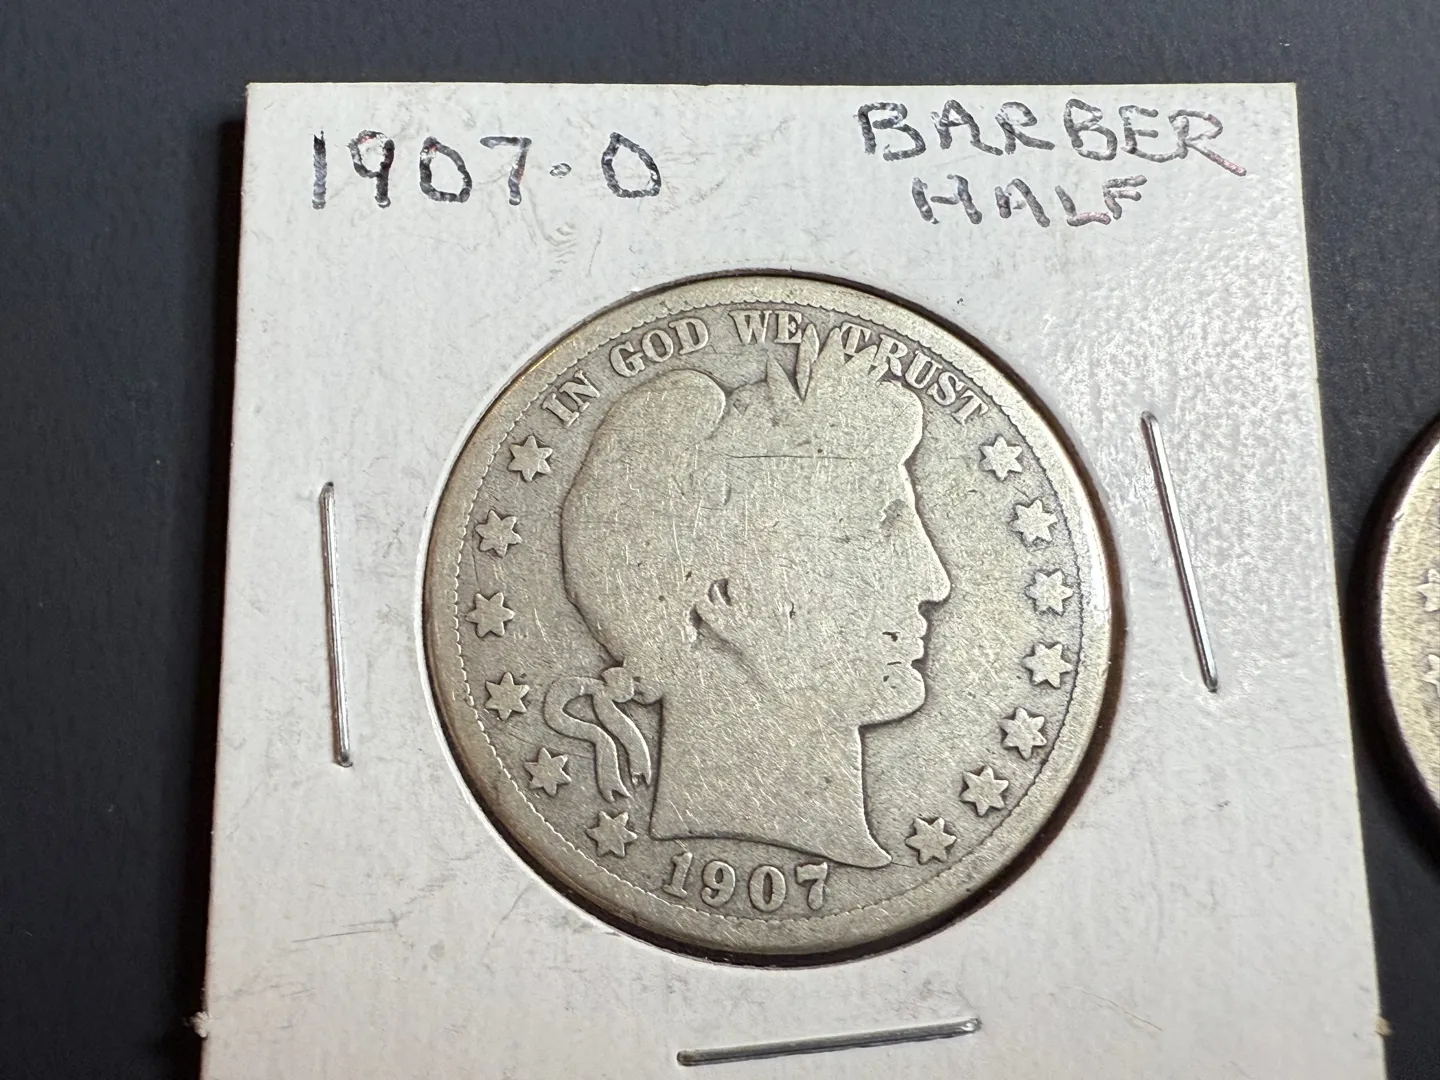 1907-O
BARBER
HALF
IN GOD WE TRUST
1907